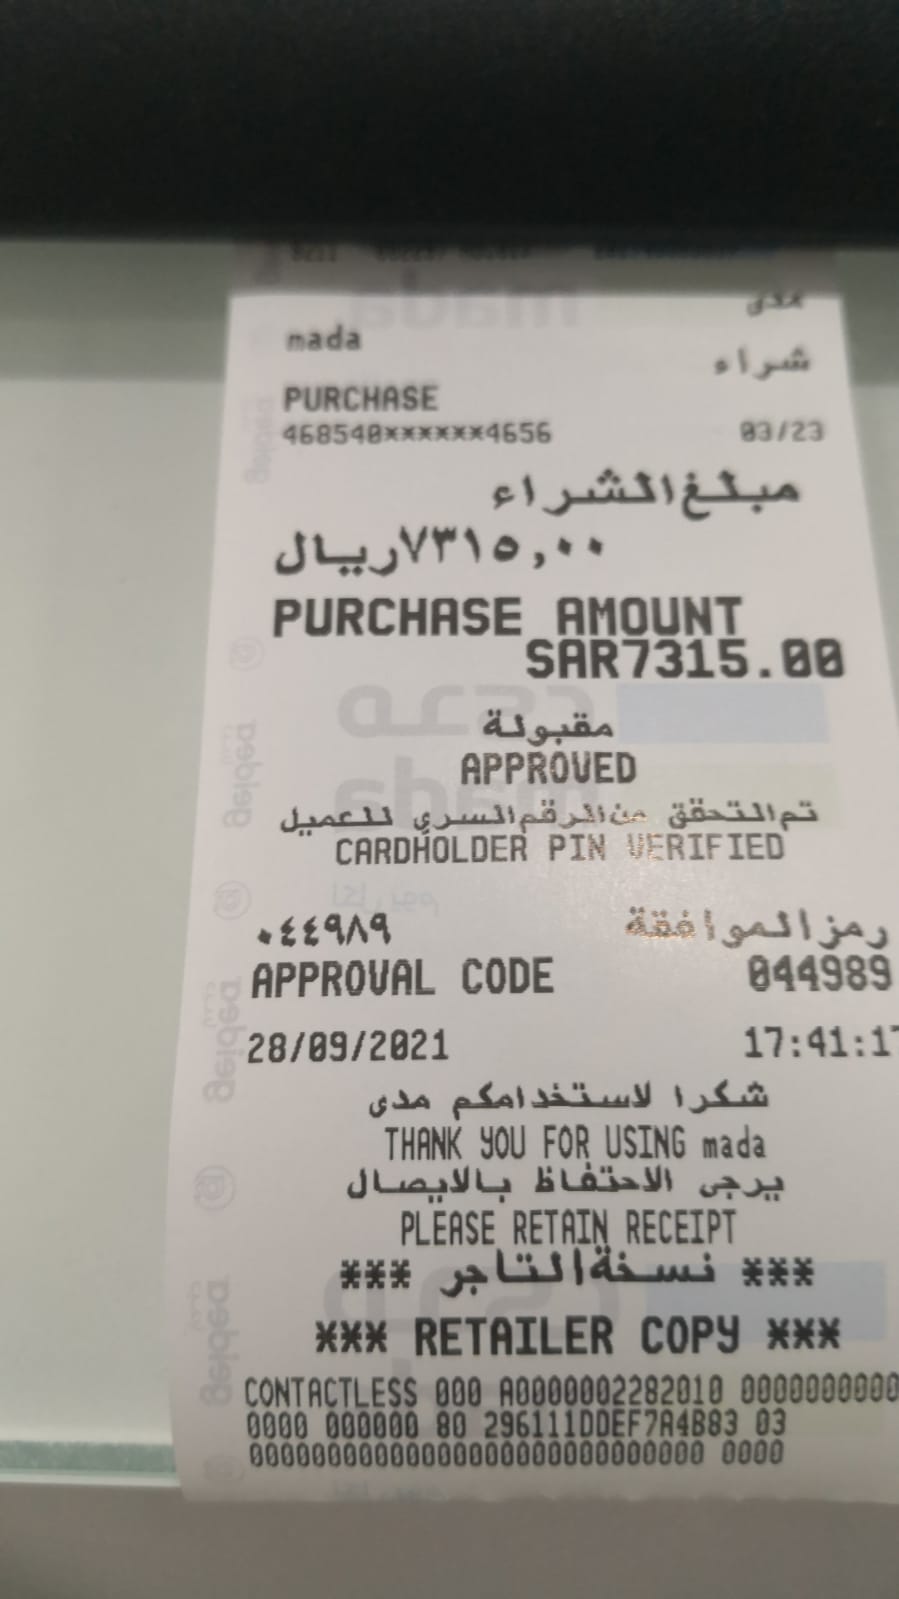 مدى
mada
شراء
PURCHASE
468540******4656 03/23
مبلغ الشراء
٧٣١٥,٠٠ ريال
PURCHASE AMOUNT
SAR7315.00
مقبولة
APPROVED
تم التحقق من الرقم السري للعميل
CARDHOLDER PIN VERIFIED
رمز الموافقة ٠٤٤٩٨٩
APPROVAL CODE 044989
28/09/2021 17:41:17
شكرا لاستخدامكم مدى
THANK YOU FOR USING mada
يرجى الاحتفاظ بالايصال
PLEASE RETAIN RECEIPT
*** نسخة التاجر ***
*** RETAILER COPY ***
CONTACTLESS 000 A0000002282010 0000000000
0000 000000 80 296111DDEF7A4B83 03
00000000000000000000000000000 0000